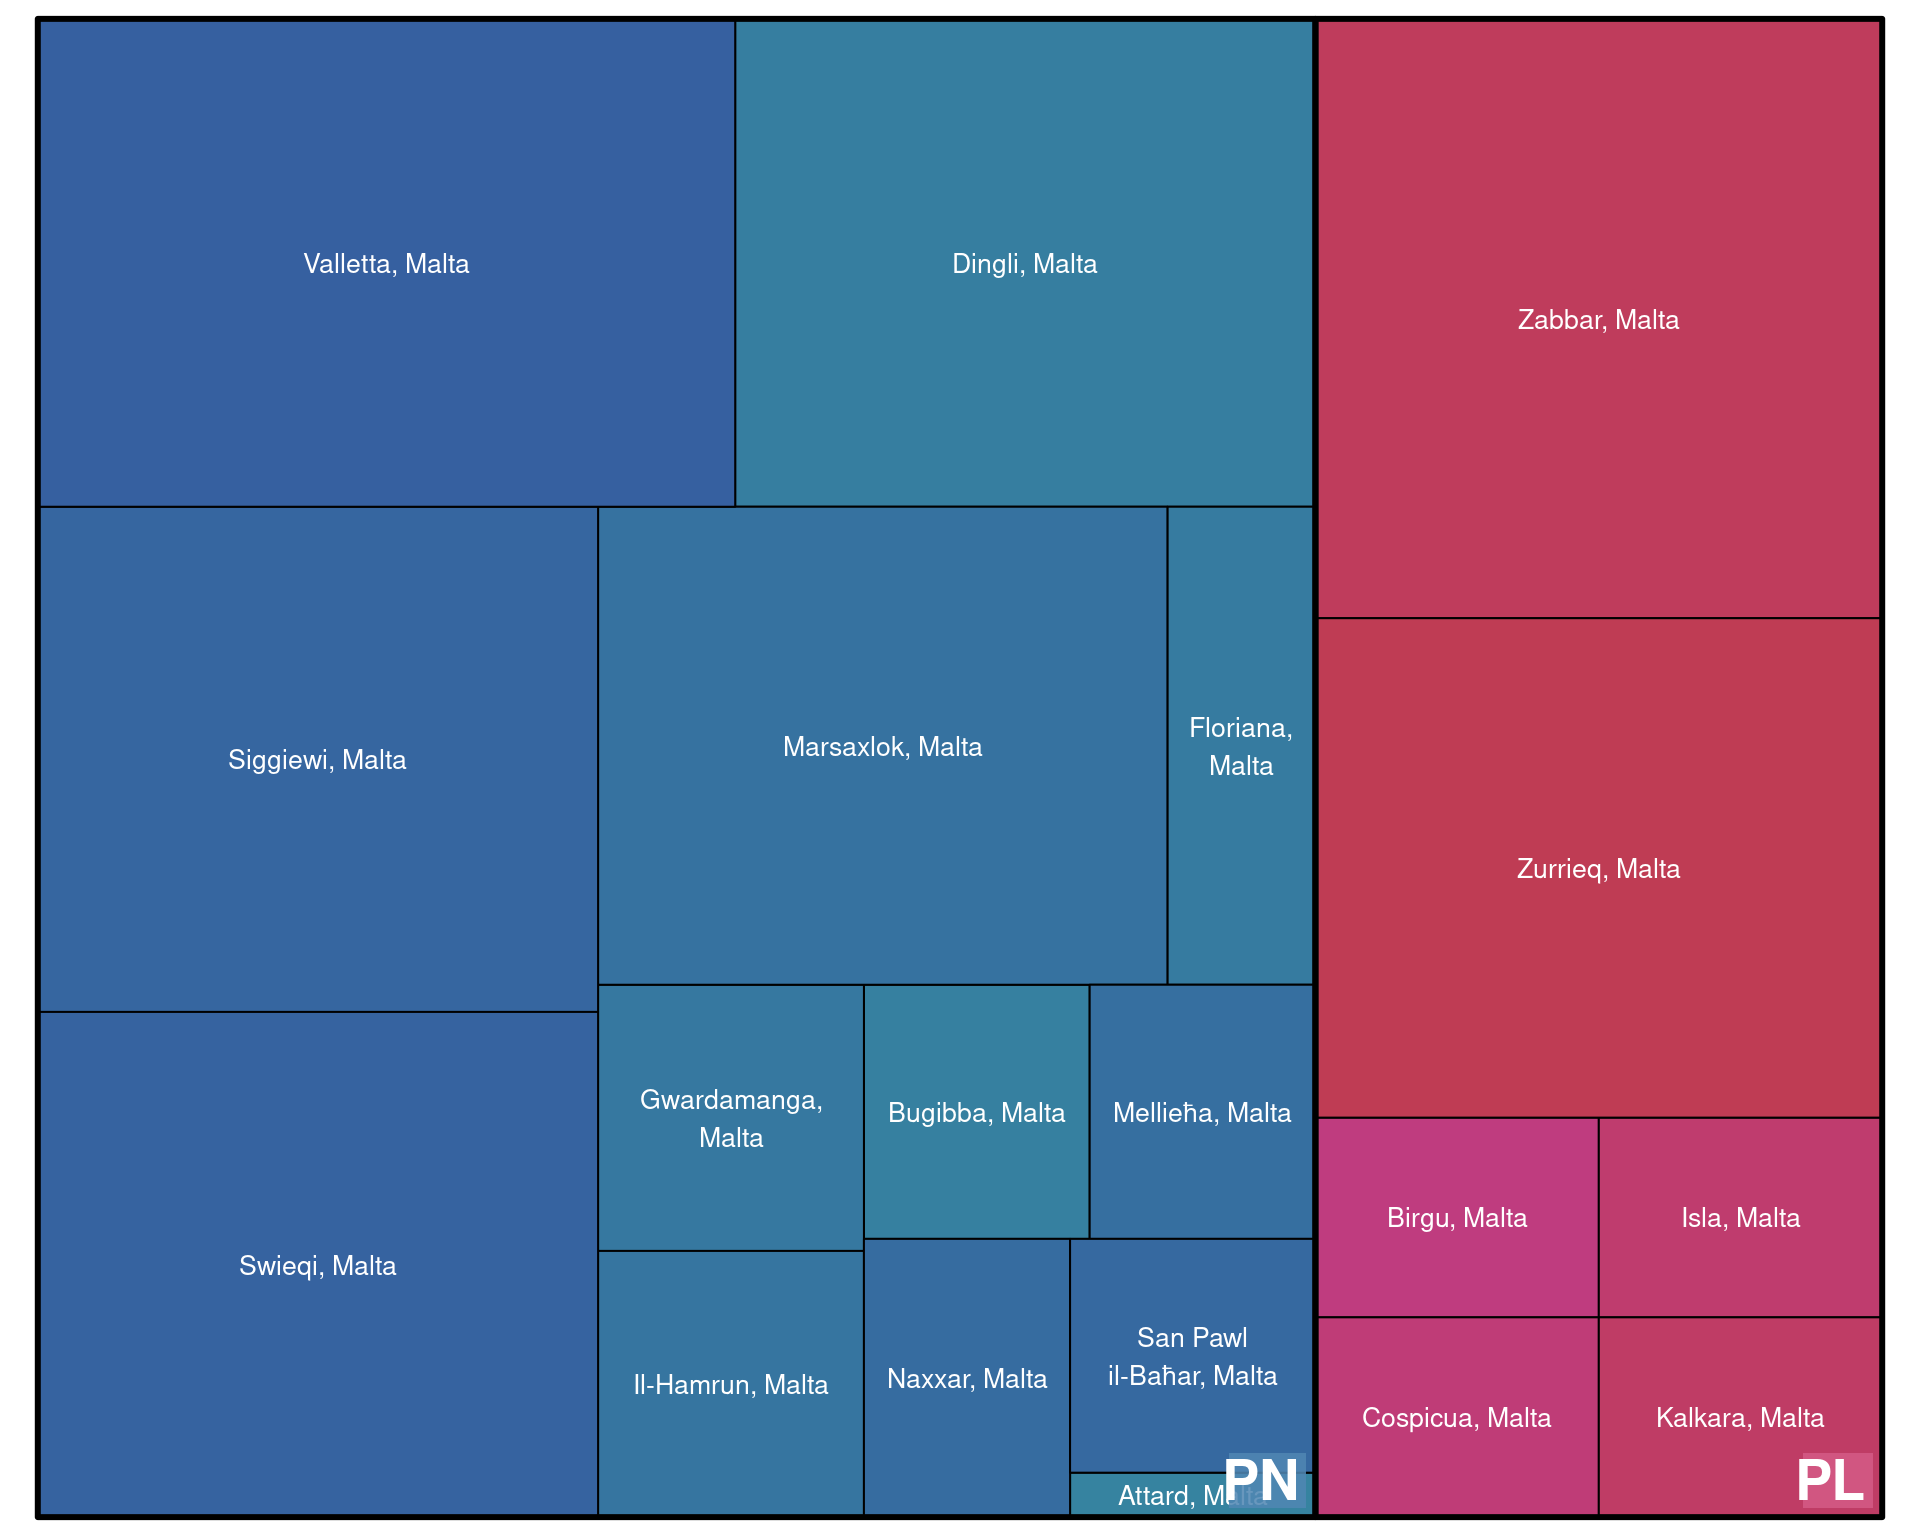 Valletta, Malta
Dingli, Malta
Zabbar, Malta
Siggiewi, Malta
Marsaxlok, Malta
Floriana,
Malta
Zurrieq, Malta
Swieqi, Malta
Gwardamanga,
Malta
Bugibba, Malta
Mellieħa, Malta
Il-Hamrun, Malta
Naxxar, Malta
San Pawl
il-Baħar, Malta
Attard, Malta
PN
Birgu, Malta
Isla, Malta
Cospicua, Malta
Kalkara, Malta
PL